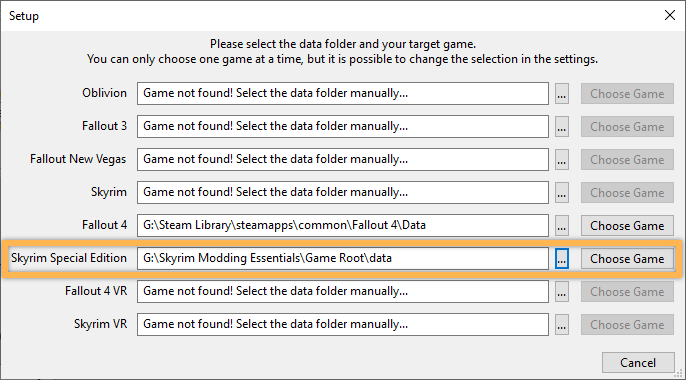 Setup
Please select the data folder and your target game.
You can only choose one game at a time, but it is possible to change the selection in the settings.
Oblivion Game not found! Select the data folder manually... ... Choose Game
Fallout 3 Game not found! Select the data folder manually... ... Choose Game
Fallout New Vegas Game not found! Select the data folder manually... ... Choose Game
Skyrim Game not found! Select the data folder manually... ... Choose Game
Fallout 4 G:\Steam Library\steamapps\common\Fallout 4\Data ... Choose Game
Skyrim Special Edition G:\Skyrim Modding Essentials\Game Root\data ... Choose Game
Fallout 4 VR Game not found! Select the data folder manually... ... Choose Game
Skyrim VR Game not found! Select the data folder manually... ... Choose Game
Cancel